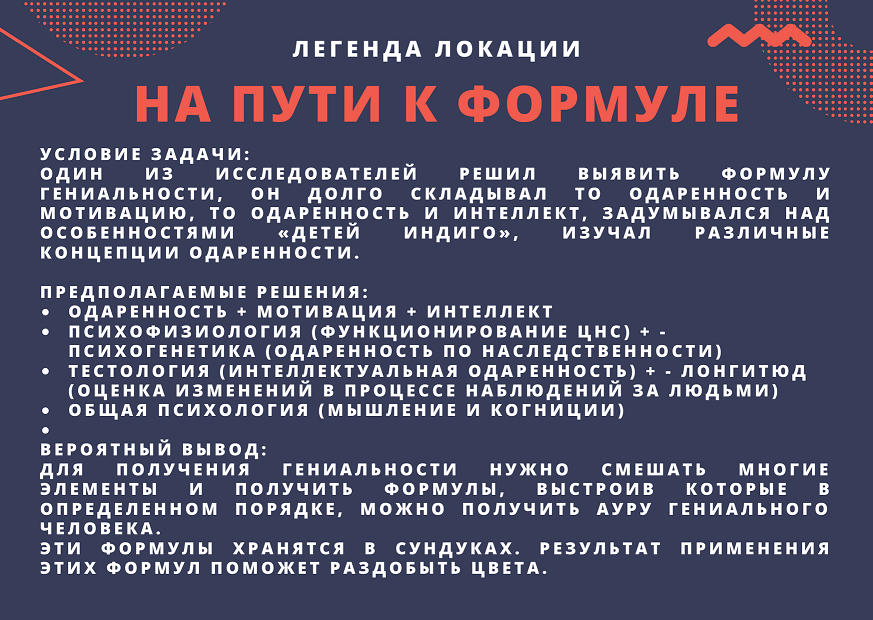 ЛЕГЕНДА ЛОКАЦИИ
НА ПУТИ К ФОРМУЛЕ
УСЛОВИЕ ЗАДАЧИ:
ОДИН ИЗ ИССЛЕДОВАТЕЛЕЙ РЕШИЛ ВЫЯВИТЬ ФОРМУЛУ
ГЕНИАЛЬНОСТИ, ОН ДОЛГО СКЛАДЫВАЛ ТО ОДАРЕННОСТЬ И
МОТИВАЦИЮ, ТО ОДАРЕННОСТЬ И ИНТЕЛЛЕКТ, ЗАДУМЫВАЛСЯ НАД
ОСОБЕННОСТЯМИ «ДЕТЕЙ ИНДИГО», ИЗУЧАЛ РАЗЛИЧНЫЕ
КОНЦЕПЦИИ ОДАРЕННОСТИ.
ПРЕДПОЛАГАЕМЫЕ РЕШЕНИЯ:
• ОДАРЕННОСТЬ + МОТИВАЦИЯ + ИНТЕЛЛЕКТ
• ПСИХОФИЗИОЛОГИЯ (ФУНКЦИОНИРОВАНИЕ ЦНС) + -
ПСИХОГЕНЕТИКА (ОДАРЕННОСТЬ ПО НАСЛЕДСТВЕННОСТИ)
• ТЕСТОЛОГИЯ (ИНТЕЛЛЕКТУАЛЬНАЯ ОДАРЕННОСТЬ) + - ЛОНГИТЮД
(ОЦЕНКА ИЗМЕНЕНИЙ В ПРОЦЕССЕ НАБЛЮДЕНИЙ ЗА ЛЮДЬМИ)
• ОБЩАЯ ПСИХОЛОГИЯ (МЫШЛЕНИЕ И КОГНИЦИИ)
•
ВЕРОЯТНЫЙ ВЫВОД:
ДЛЯ ПОЛУЧЕНИЯ ГЕНИАЛЬНОСТИ НУЖНО СМЕШАТЬ МНОГИЕ
ЭЛЕМЕНТЫ И ПОЛУЧИТЬ ФОРМУЛЫ, ВЫСТРОИВ КОТОРЫЕ В
ОПРЕДЕЛЕННОМ ПОРЯДКЕ, МОЖНО ПОЛУЧИТЬ АУРУ ГЕНИАЛЬНОГО
ЧЕЛОВЕКА.
ЭТИ ФОРМУЛЫ ХРАНЯТСЯ В СУНДУКАХ. РЕЗУЛЬТАТ ПРИМЕНЕНИЯ
ЭТИХ ФОРМУЛ ПОМОЖЕТ РАЗДОБЫТЬ ЦВЕТА.